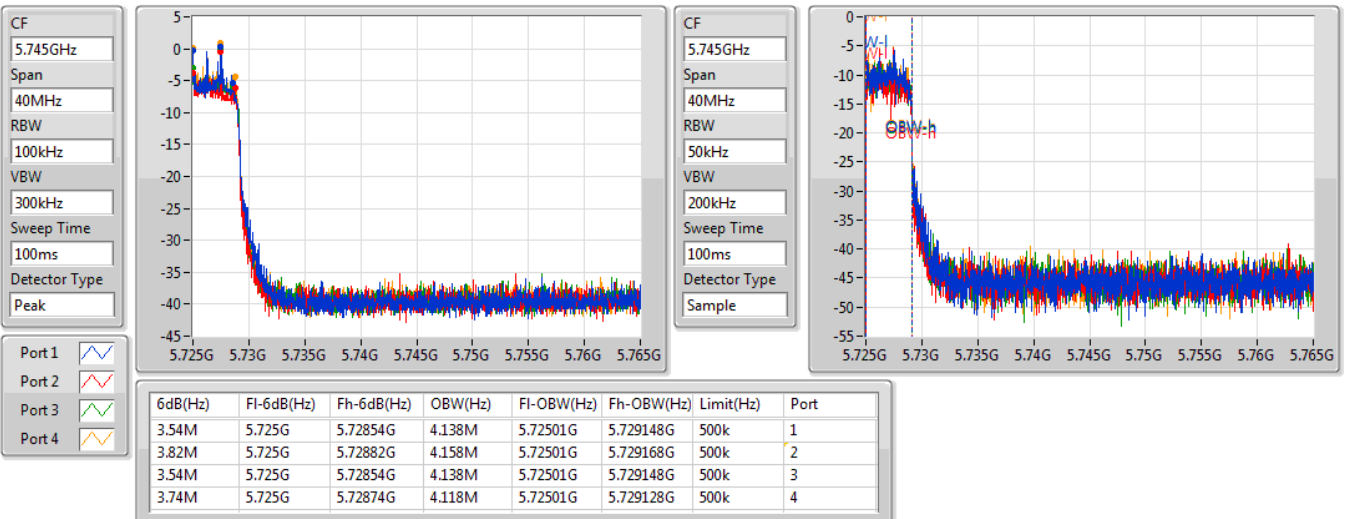 CF
5.745GHz
Span
40MHz
RBW
100kHz
VBW
300kHz
Sweep Time
100ms
Detector Type
Peak
5
0
-5
-10
-15
-20
-25
-30
-35
-40
-45
5.725G 5.73G 5.735G 5.74G 5.745G 5.75G 5.755G 5.76G 5.765G
CF
5.745GHz
Span
40MHz
RBW
50kHz
VBW
200kHz
Sweep Time
100ms
Detector Type
Sample
0
-5
-10
-15
-20
-25
-30
-35
-40
-45
-50
-55
OBW-h
OBW-h
5.725G 5.73G 5.735G 5.74G 5.745G 5.75G 5.755G 5.76G 5.765G
Port 1
Port 2
Port 3
Port 4
6dB(Hz) Fl-6dB(Hz) Fh-6dB(Hz) OBW(Hz) Fl-OBW(Hz) Fh-OBW(Hz) Limit(Hz) Port
3.54M 5.725G 5.72854G 4.138M 5.72501G 5.729148G 500k 1
3.82M 5.725G 5.72882G 4.158M 5.72501G 5.729168G 500k 2
3.54M 5.725G 5.72854G 4.138M 5.72501G 5.729148G 500k 3
3.74M 5.725G 5.72874G 4.118M 5.72501G 5.729128G 500k 4